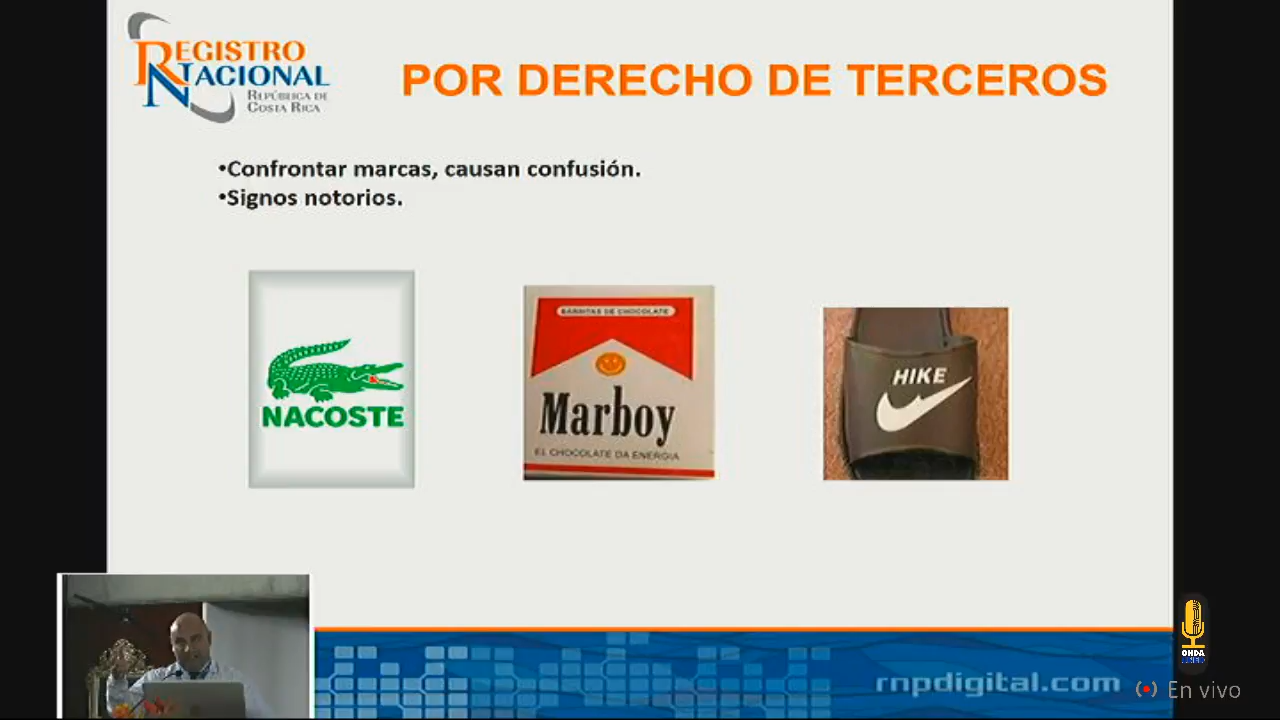 REGISTRO
NACIONAL
REPÚBLICA DE
COSTA RICA
POR DERECHO DE TERCEROS
•Confrontar marcas, causan confusión.
•Signos notorios.
NACOSTE
BARRITAS DE CHOCOLATE
Marboy
EL CHOCOLATE DA ENERGIA
HIKE
rnpdigital.com
ONDA
UNED
En vivo